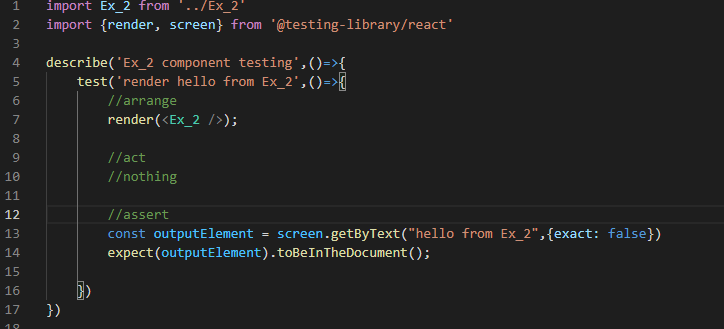 1 import Ex_2 from '../Ex_2'
2 import {render, screen} from '@testing-library/react'
3
4 describe('Ex_2 component testing',()=>{
5     test('render hello from Ex_2',()=>{
6         //arrange
7         render(<Ex_2 />);
8
9         //act
10         //nothing
11
12         //assert
13         const outputElement = screen.getByText("hello from Ex_2",{exact: false})
14         expect(outputElement).toBeInTheDocument();
15
16     })
17 })
18